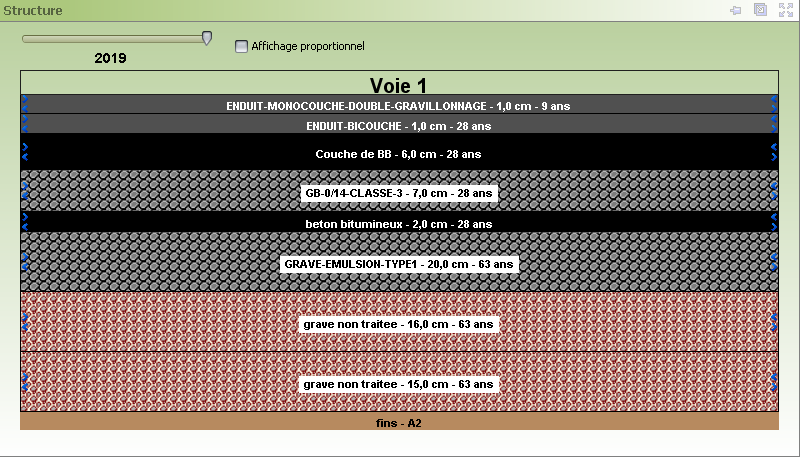 Structure
2019
Affichage proportionnel
Voie 1
ENDUIT-MONOCOUCHE-DOUBLE-GRAVILLONNAGE - 1,0 cm - 9 ans
ENDUIT-BICOUCHE - 1,0 cm - 28 ans
Couche de BB - 6,0 cm - 28 ans
GB-0/14-CLASSE-3 - 7,0 cm - 28 ans
beton bitumineux - 2,0 cm - 28 ans
GRAVE-EMULSION-TYPE1 - 20,0 cm - 63 ans
grave non traitee - 16,0 cm - 63 ans
grave non traitee - 15,0 cm - 63 ans
fins - A2